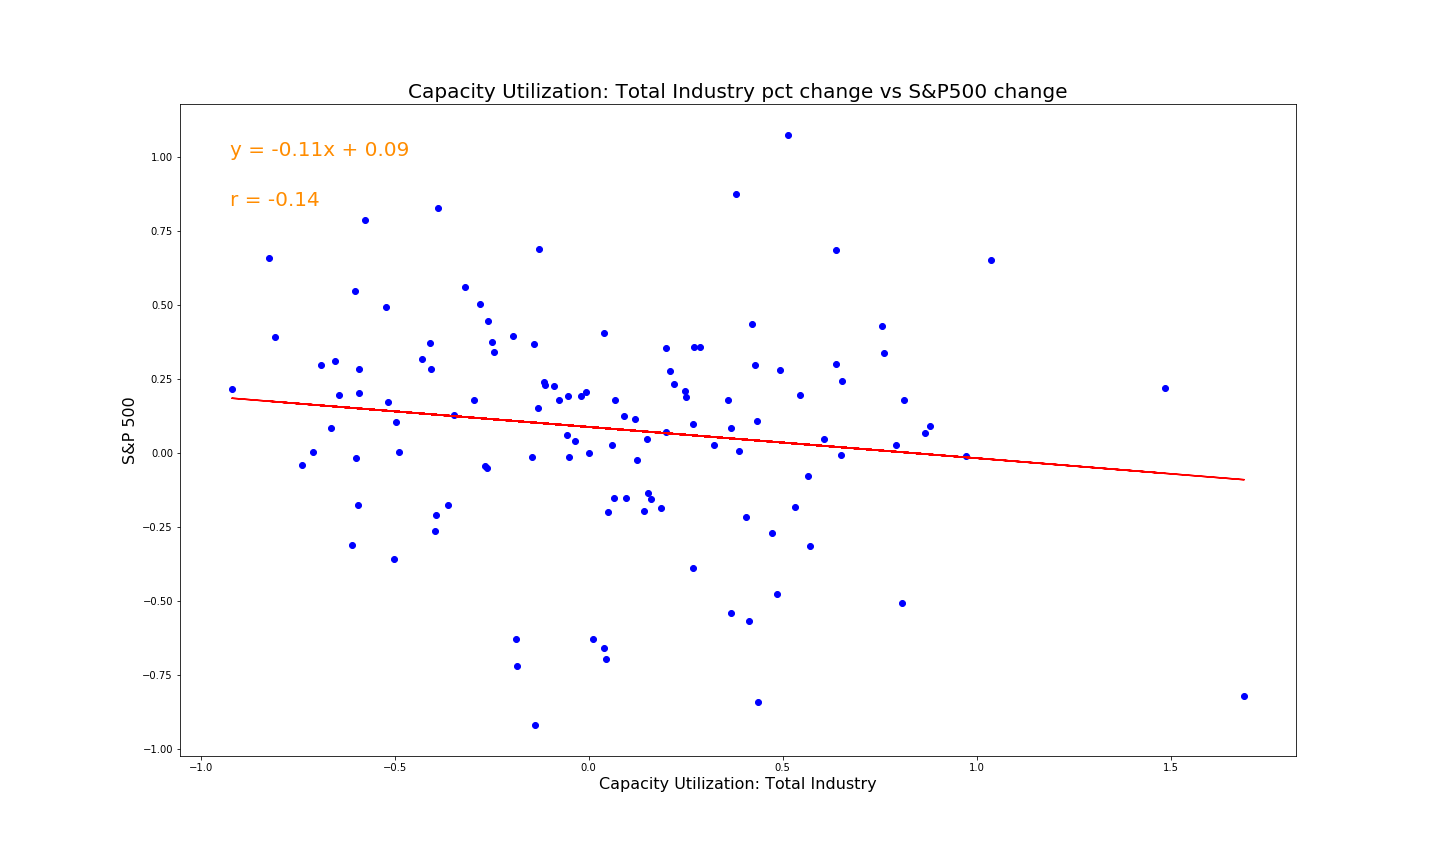 Capacity Utilization: Total Industry pct change vs S&P500 change
y = -0.11x + 0.09
r = -0.14
S&P 500
1.00
0.75
0.50
0.25
0.00
−0.25
−0.50
−0.75
−1.00
−1.0 −0.5 0.0 0.5 1.0 1.5
Capacity Utilization: Total Industry